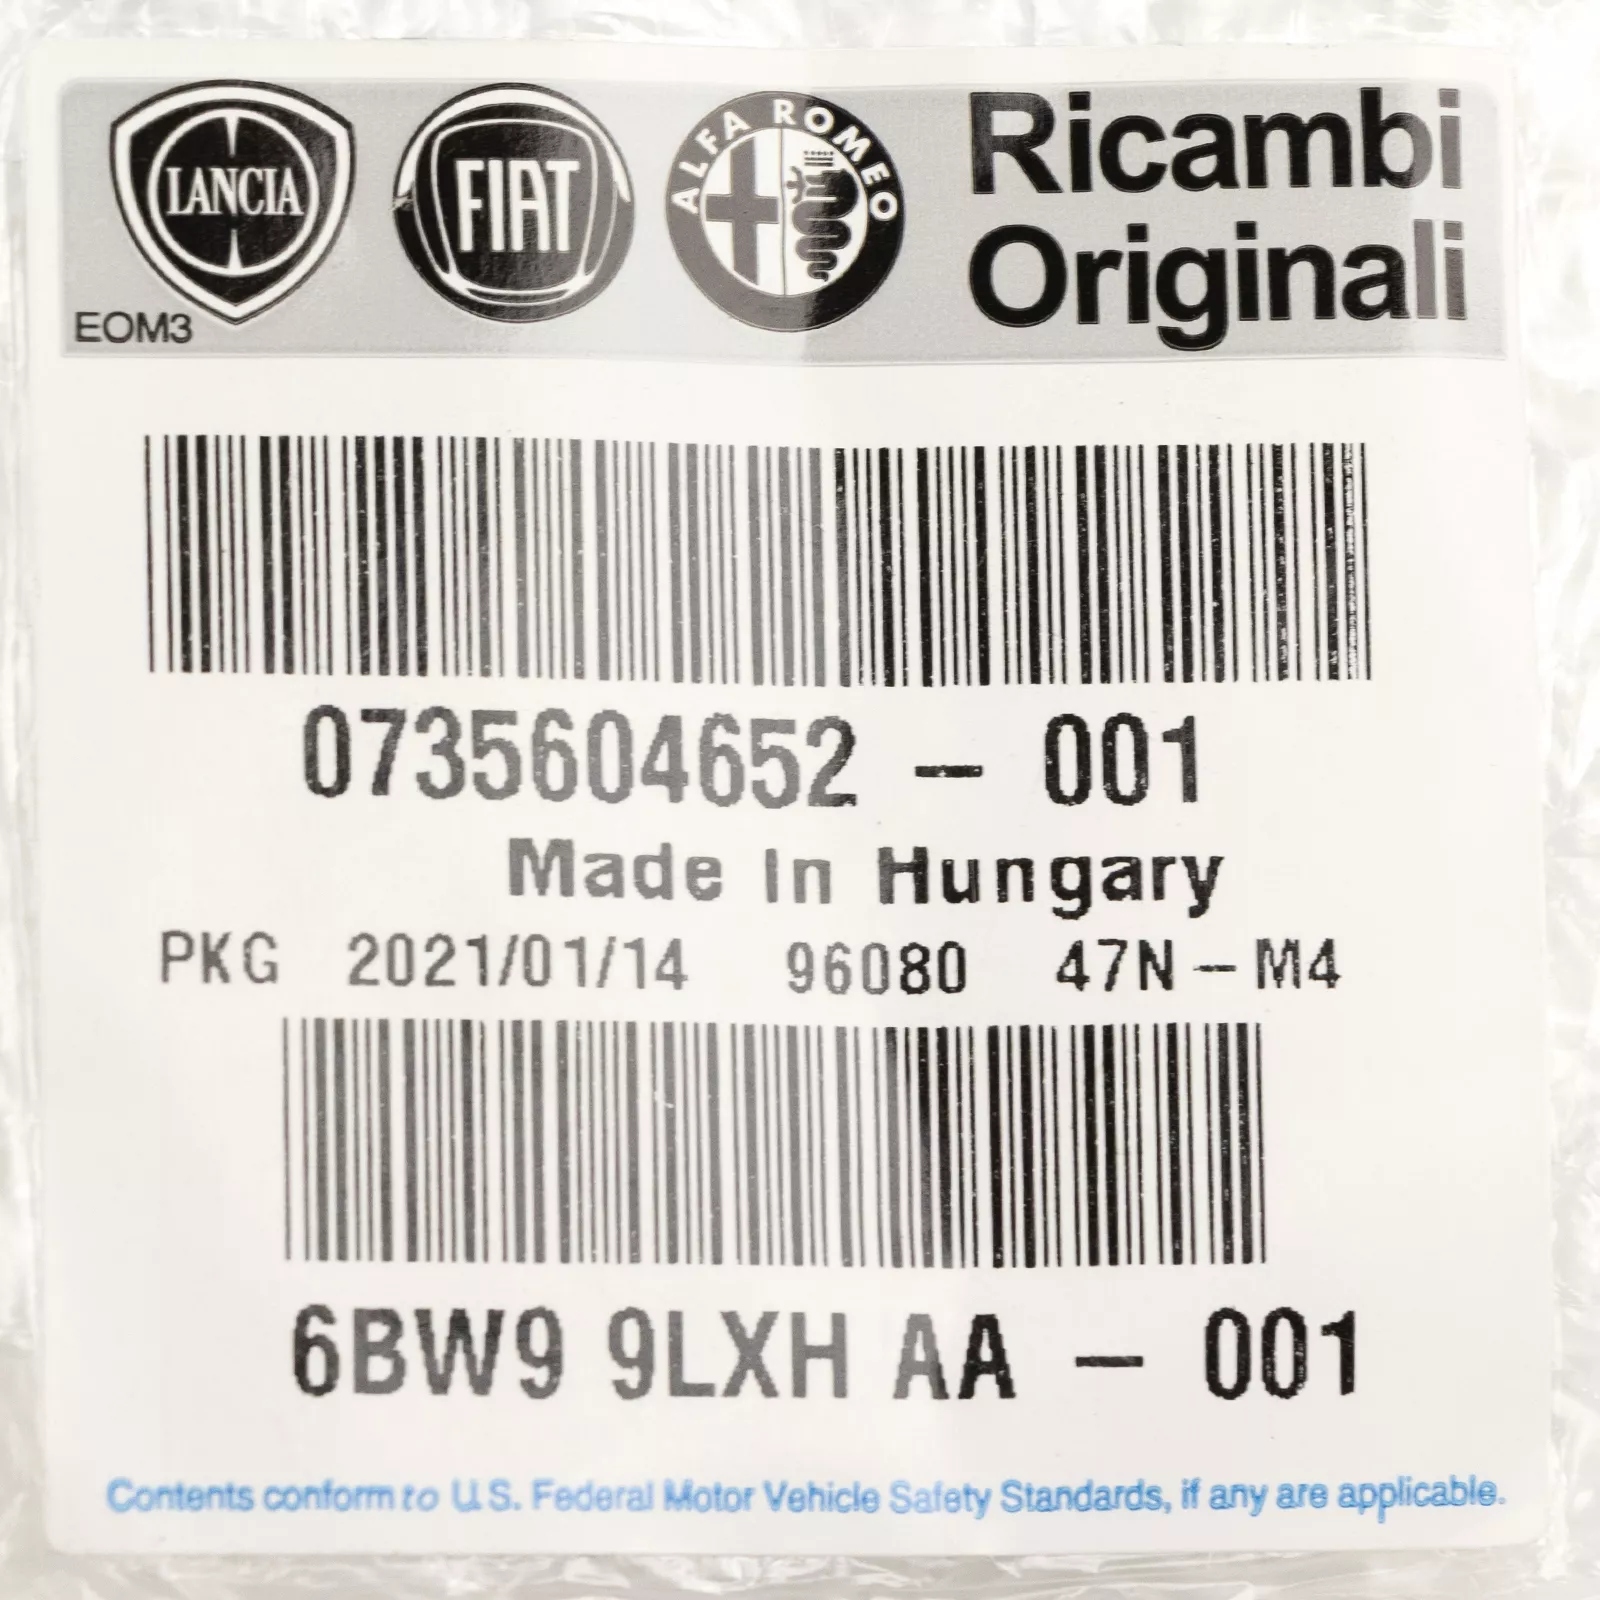 LANCIA FIAT ALFA ROMEO Ricambi
Originali
EOM3
0735604652 - 001
Made In Hungary
PKG 2021/01/14 96080 47N-M4
6BW9 9LXH AA - 001
Contents conform to U.S. Federal Motor Vehicle Safety Standards, if any are applicable.